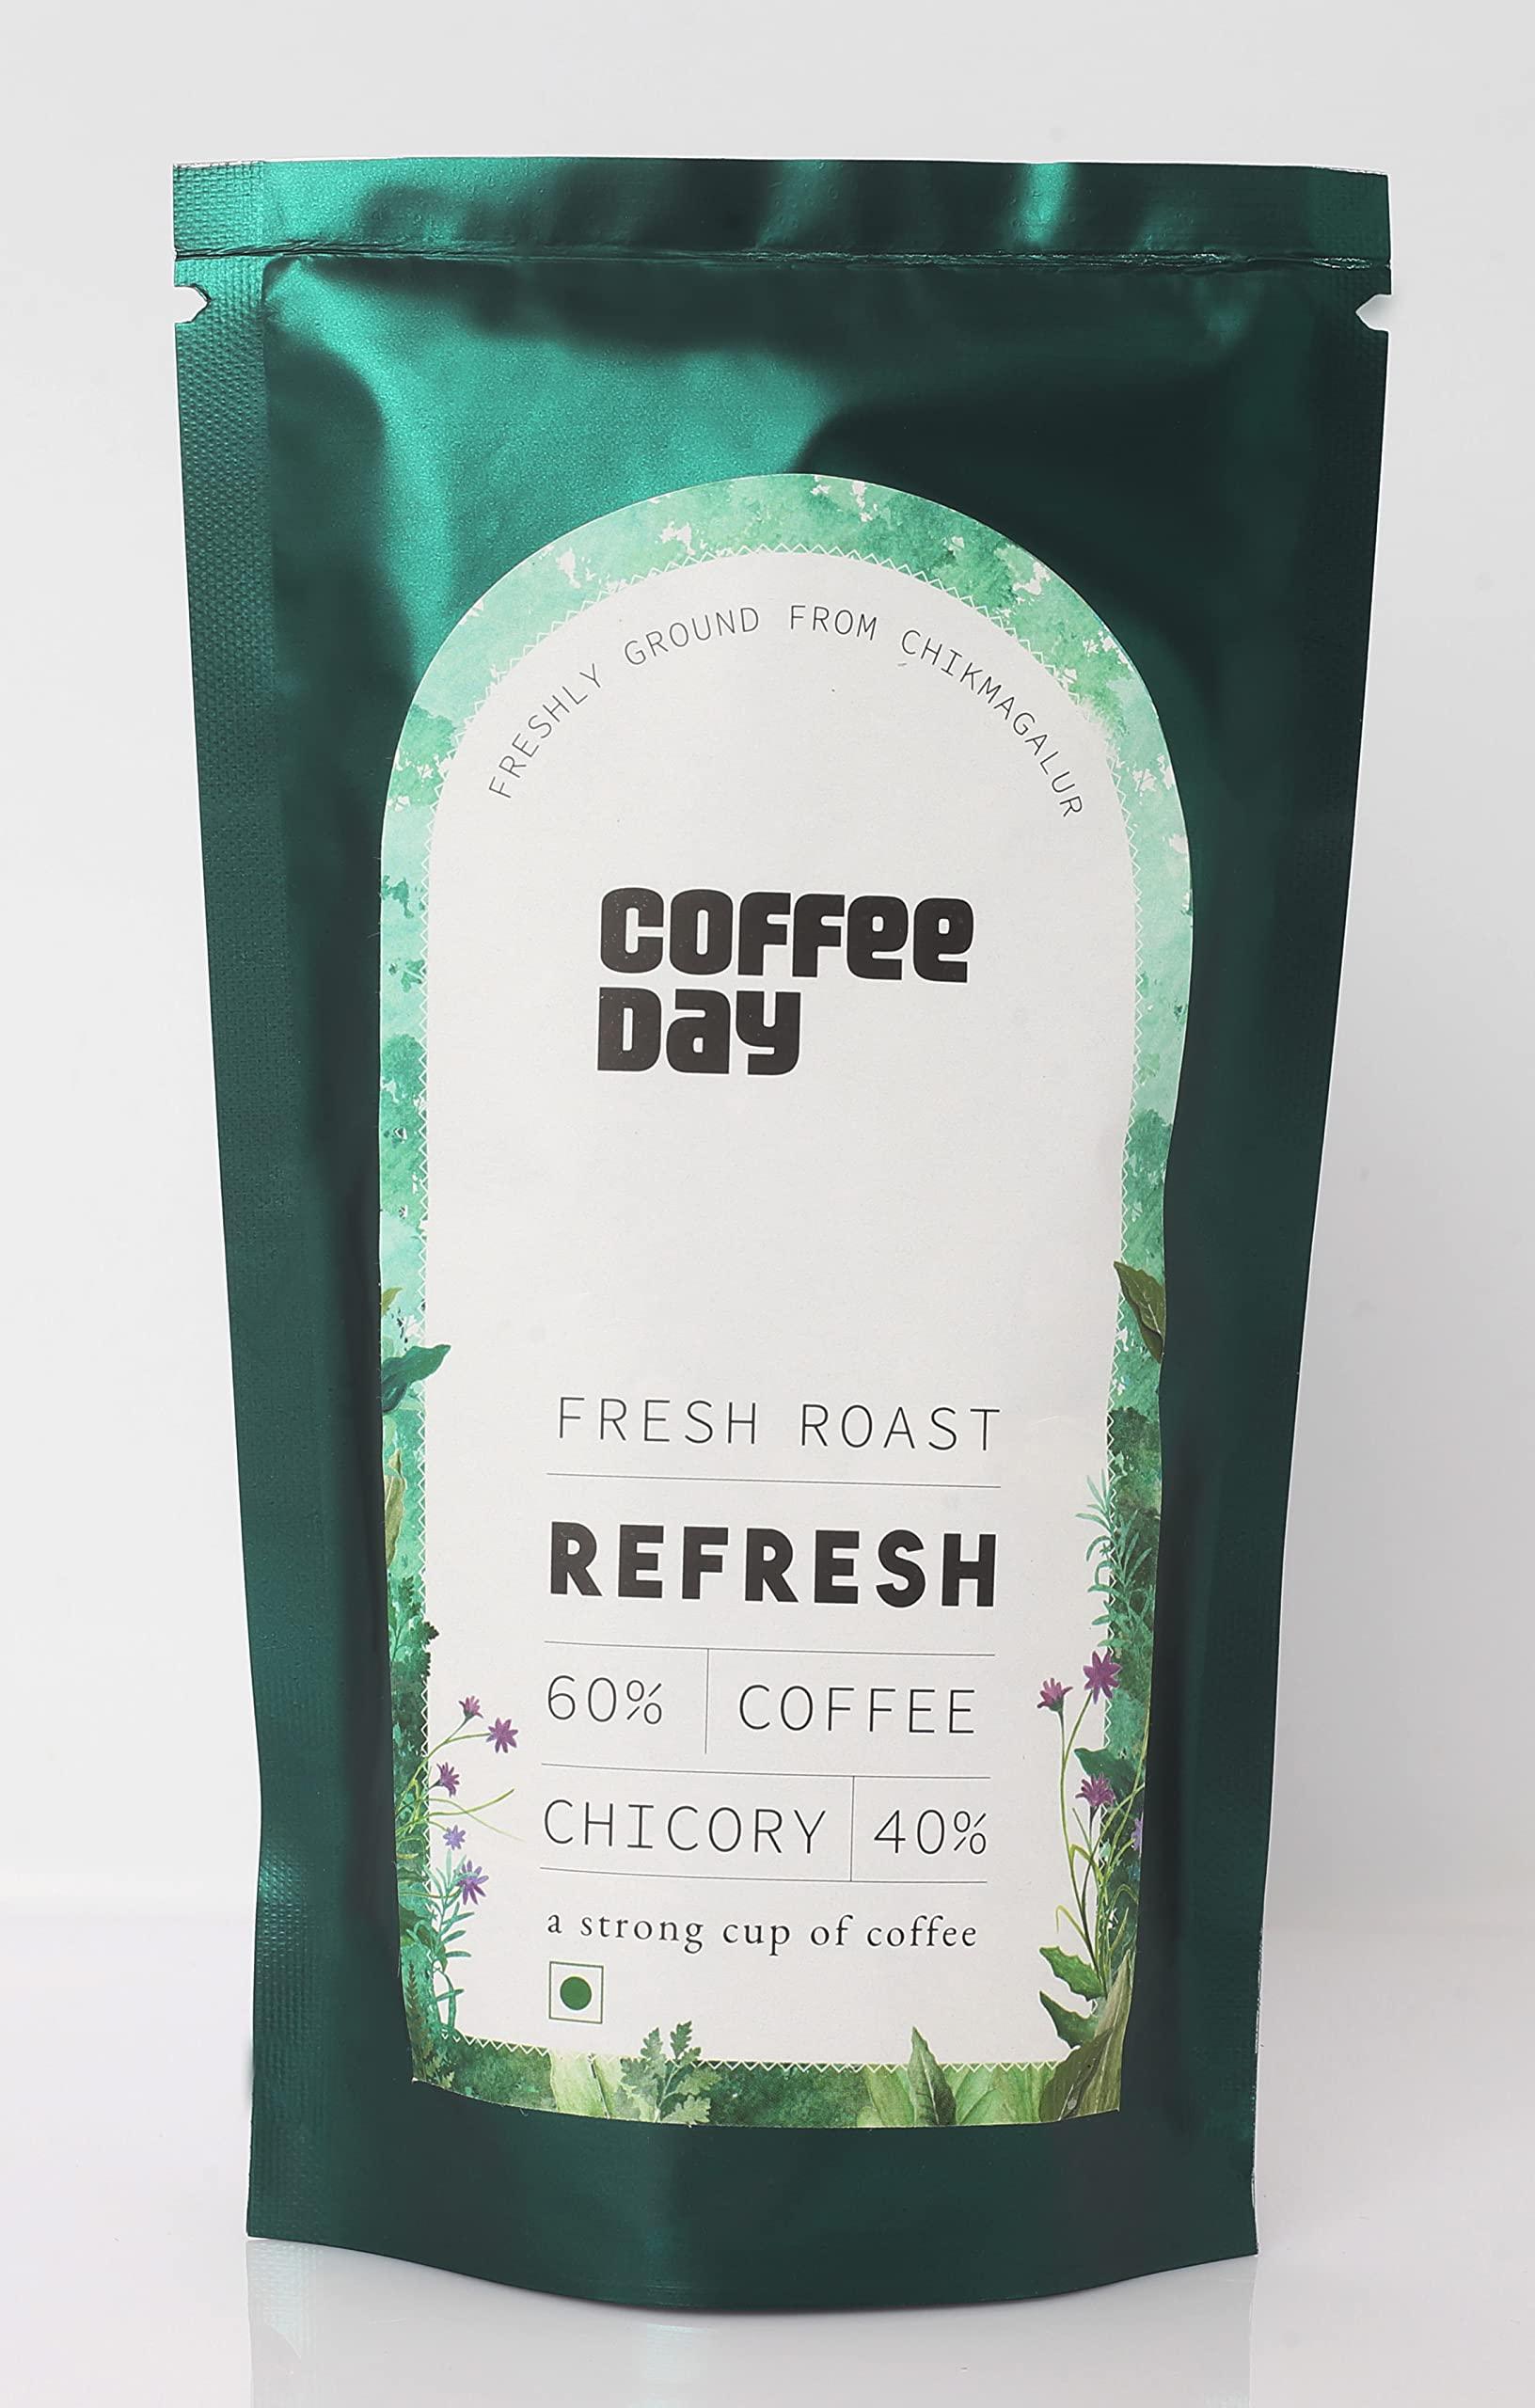 FRESHLY GROUND FROM CHIKMAGALUR
COFFee
Day
FRESH ROAST
REFRESH
60% COFFEE
CHICORY 40%
a strong cup of coffee